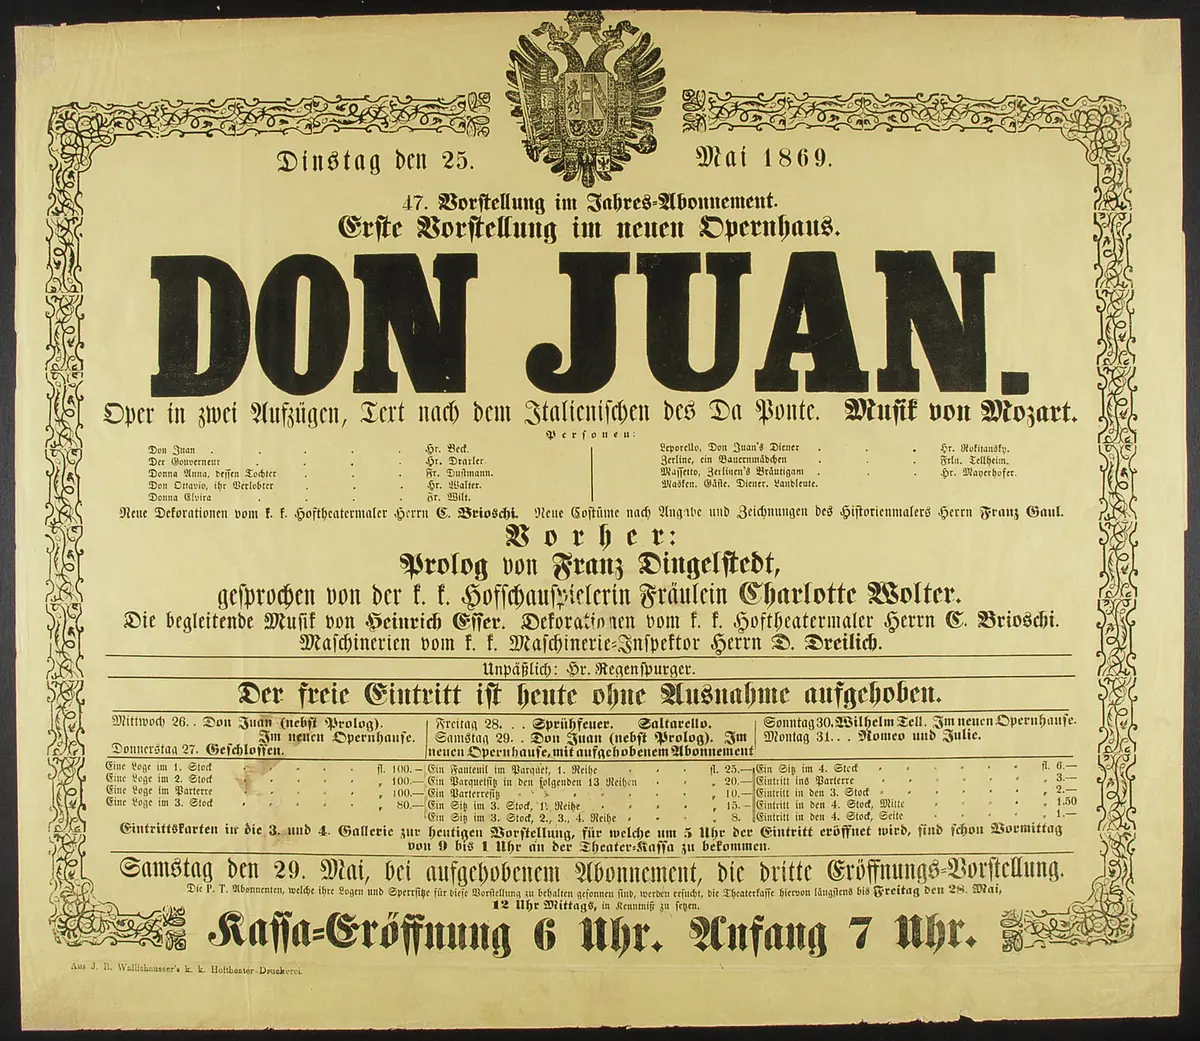 Dinstag den 25. Mai 1869.
47. Vorstellung im Jahres-Abonnement.
Erste Vorstellung im neuen Opernhaus.
DON JUAN.
Oper in zwei Aufzügen, Text nach dem Italienischen des Da Ponte. Musik von Mozart.
Personen:
Don Juan . . . . . Hr. Beck.
Der Gouverneur . . . . Hr. Draxler.
Donna Anna, dessen Tochter . . . Fr. Dustmann.
Don Ottavio, ihr Verlobter . . . Hr. Walter.
Donna Elvira . . . . Fr. Wilt.
Leporello, Don Juan's Diener . . . Hr. Rokitansky.
Zerline, ein Bauernmädchen . . . Frln. Tellheim.
Massetto, Zerlinen's Bräutigam . . . Hr. Mayerhofer.
Masken. Gäste. Diener. Landleute.
Neue Dekorationen vom k. k. Hoftheatermaler Herrn C. Brioschi. Neue Costüme nach Angabe und Zeichnungen des Historienmalers Herrn Franz Gaul.
Vorher:
Prolog von Franz Dingelstedt,
gesprochen von der k. k. Hofschauspielerin Fräulein Charlotte Wolter.
Die begleitende Musik von Heinrich Esser. Dekorationen vom k. k. Hoftheatermaler Herrn C. Brioschi.
Maschinerien vom k. k. Maschinerie-Inspektor Herrn D. Dreilich.
Unpäßlich: Hr. Regenspurger.
Der freie Eintritt ist heute ohne Ausnahme aufgehoben.
Mittwoch 26. . Don Juan (nebst Prolog).
Im neuen Opernhause.
Donnerstag 27. Geschlossen.
Freitag 28. . . Sprühfeuer. Saltarello.
Samstag 29. . . Don Juan (nebst Prolog). Im
neuen Opernhause, mit aufgehobenem Abonnement
Sonntag 30. Wilhelm Tell. Im neuen Opernhause.
Montag 31. . . Romeo und Julie.
Eine Loge im 1. Stock fl. 100.—
Eine Loge im 2. Stock „ 100.—
Eine Loge im Parterre „ 100.—
Eine Loge im 3. Stock „ 80.—
Ein Fauteuil im Parquet, 1. Reihe fl. 25.—
Ein Parquetsitz in den folgenden 13 Reihen „ 20.—
Ein Parterresitz „ 10.—
Ein Sitz im 3. Stock, 1. Reihe „ 15.—
Ein Sitz im 3. Stock, 2., 3., 4. Reihe „ 8.
Ein Sitz im 4. Stock fl. 6.—
Eintritt ins Parterre „ 3.—
Eintritt in den 3. Stock „ 2.—
Eintritt in den 4. Stock, Mitte „ 1.50
Eintritt in den 4. Stock, Seite „ 1.—
Eintrittskarten in die 3. und 4. Gallerie zur heutigen Vorstellung, für welche um 5 Uhr der Eintritt eröffnet wird, sind schon Vormittag
von 9 bis 1 Uhr an der Theater-Kassa zu bekommen.
Samstag den 29. Mai, bei aufgehobenem Abonnement, die dritte Eröffnungs-Vorstellung.
Die P. T. Abonnenten, welche ihre Logen und Sperrsitze für diese Vorstellung zu behalten gesonnen sind, werden ersucht, die Theaterkasse hiervon längstens bis Freitag den 28. Mai,
12 Uhr Mittags, in Kenntniß zu setzen.
Kassa-Eröffnung 6 Uhr. Anfang 7 Uhr.
Aus J. B. Wallishausser's k. k. Hoftheater-Druckerei.